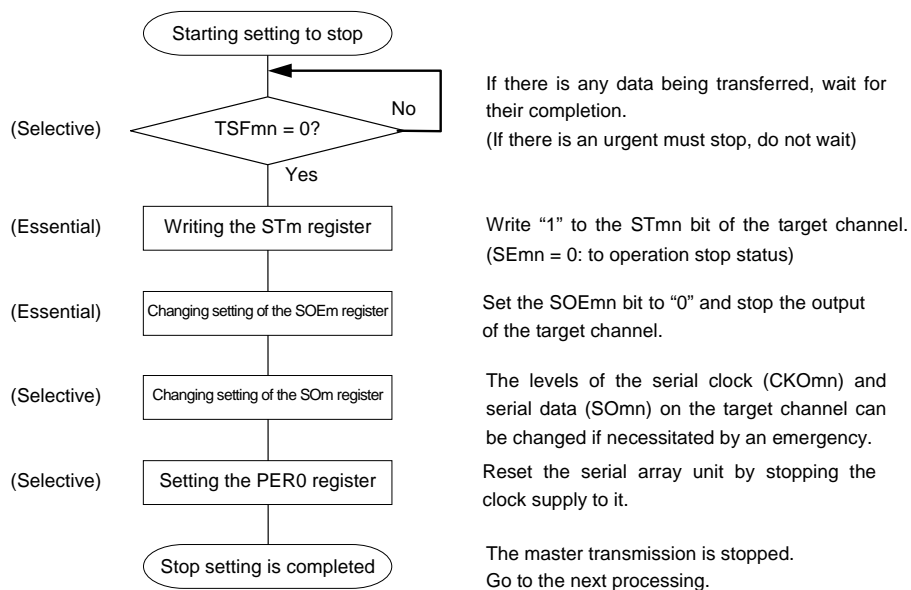 Starting setting to stop
No
If there is any data being transferred, wait for
their completion.
(If there is an urgent must stop, do not wait)
(Selective)
TSFmn = 0?
Yes
(Essential)
Writing the STm register
Write “1” to the STmn bit of the target channel.
(SEmn = 0: to operation stop status)
(Essential)
Changing setting of the SOEm register
Set the SOEmn bit to “0” and stop the output
of the target channel.
(Selective)
Changing setting of the SOm register
The levels of the serial clock (CKOmn) and
serial data (SOmn) on the target channel can
be changed if necessitated by an emergency.
(Selective)
Setting the PER0 register
Reset the serial array unit by stopping the
clock supply to it.
Stop setting is completed
The master transmission is stopped.
Go to the next processing.